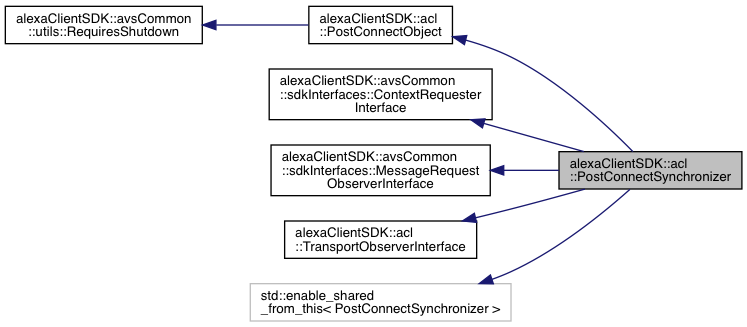 alexaClientSDK::avsCommon
::utils::RequiresShutdown
alexaClientSDK::acl
::PostConnectObject
alexaClientSDK::avsCommon
::sdkInterfaces::ContextRequester
Interface
alexaClientSDK::avsCommon
::sdkInterfaces::MessageRequest
ObserverInterface
alexaClientSDK::acl
::TransportObserverInterface
std::enable_shared
_from_this< PostConnectSynchronizer >
alexaClientSDK::acl
::PostConnectSynchronizer